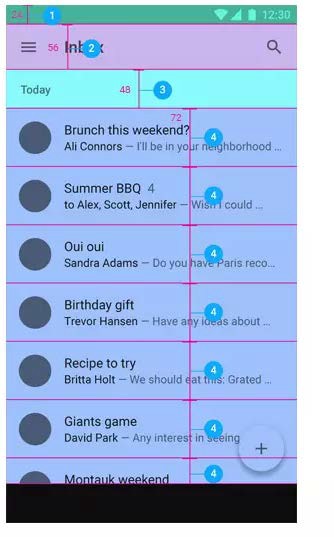 24 1 12:30
56 Inbox 2
Today 48 3
72
Brunch this weekend?
Ali Connors — I'll be in your neighborhood ...
4
Summer BBQ 4
to Alex, Scott, Jennifer — Wish I could ...
4
Oui oui
Sandra Adams — Do you have Paris reco...
4
Birthday gift
Trevor Hansen — Have any ideas about ...
4
Recipe to try
Britta Holt — We should eat this: Grated ...
4
Giants game
David Park — Any interest in seeing
4
Montauk weekend
4